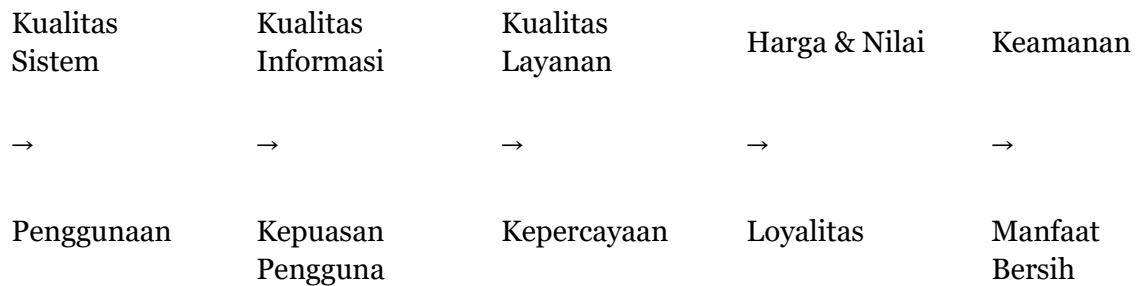 Kualitas Sistem
Kualitas Informasi
Kualitas Layanan
Harga & Nilai
Keamanan
→ → → → →
Penggunaan
Kepuasan Pengguna
Kepercayaan
Loyalitas
Manfaat Bersih